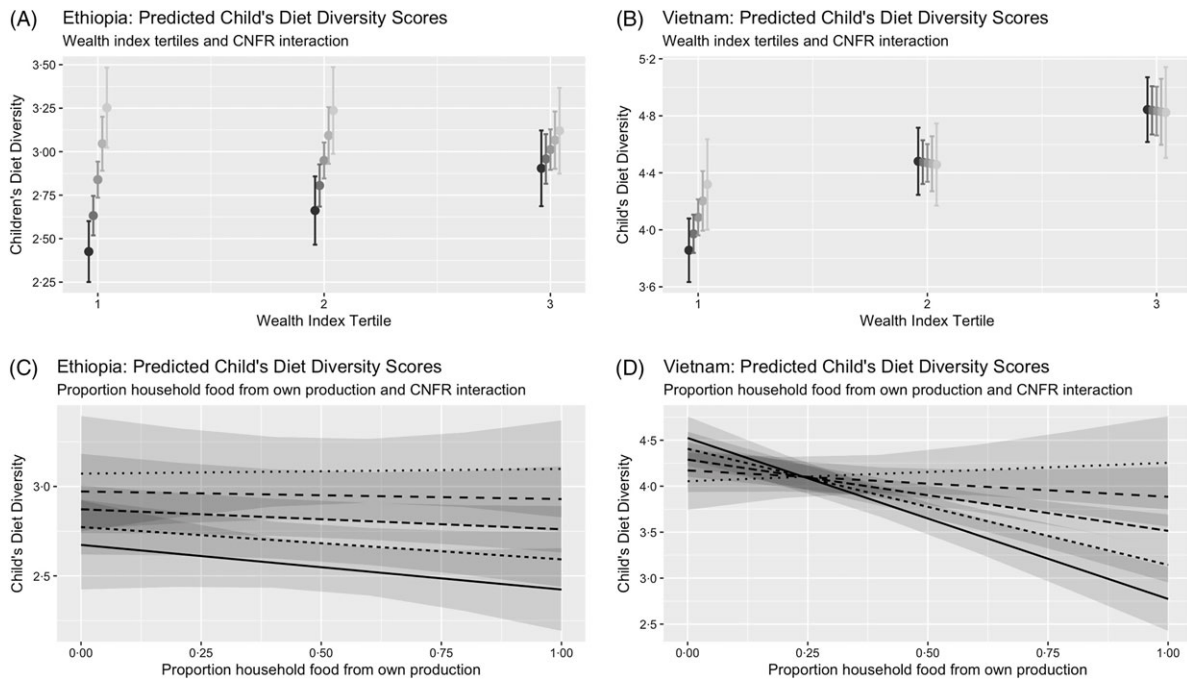 (A) Ethiopia: Predicted Child's Diet Diversity Scores
Wealth index tertiles and CNFR interaction
Children's Diet Diversity
3·50
3·25
3·00
2·75
2·50
2·25
1 2 3
Wealth Index Tertile
(B) Vietnam: Predicted Child's Diet Diversity Scores
Wealth index tertiles and CNFR interaction
Child's Diet Diversity
5·2
4·8
4·4
4·0
3·6
1 2 3
Wealth Index Tertile
(C) Ethiopia: Predicted Child's Diet Diversity Scores
Proportion household food from own production and CNFR interaction
Child's Diet Diversity
3·0
2·5
0·00 0·25 0·50 0·75 1·00
Proportion household food from own production
(D) Vietnam: Predicted Child's Diet Diversity Scores
Proportion household food from own production and CNFR interaction
Child's Diet Diversity
4·5
4·0
3·5
3·0
2·5
0·00 0·25 0·50 0·75 1·00
Proportion household food from own production